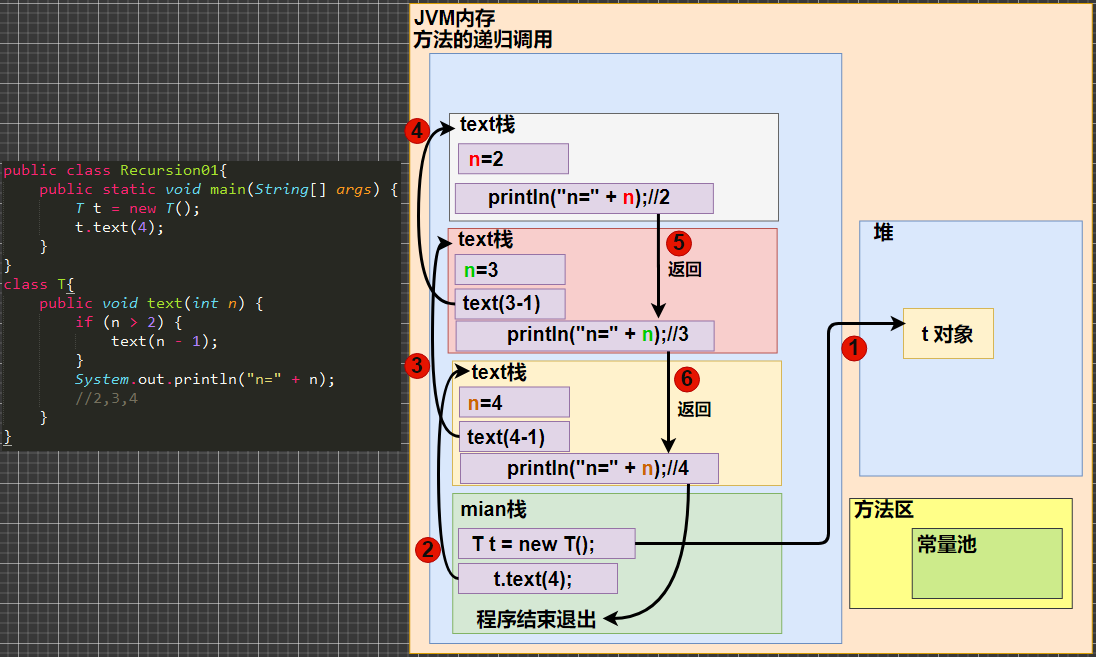 public class Recursion01{
public static void main(String[] args) {
T t = new T();
t.text(4);
}
}
class T{
public void text(int n) {
if (n > 2) {
text(n - 1);
}
System.out.println("n=" + n);
//2,3,4
}
}
JVM内存
方法的递归调用
4
text栈
n=2
println("n=" + n);//2
text栈
5
返回
n=3
text(3-1)
println("n=" + n);//3
3
text栈
6
返回
n=4
text(4-1)
println("n=" + n);//4
mian栈
2
T t = new T();
t.text(4);
程序结束退出
堆
1
t 对象
方法区
常量池